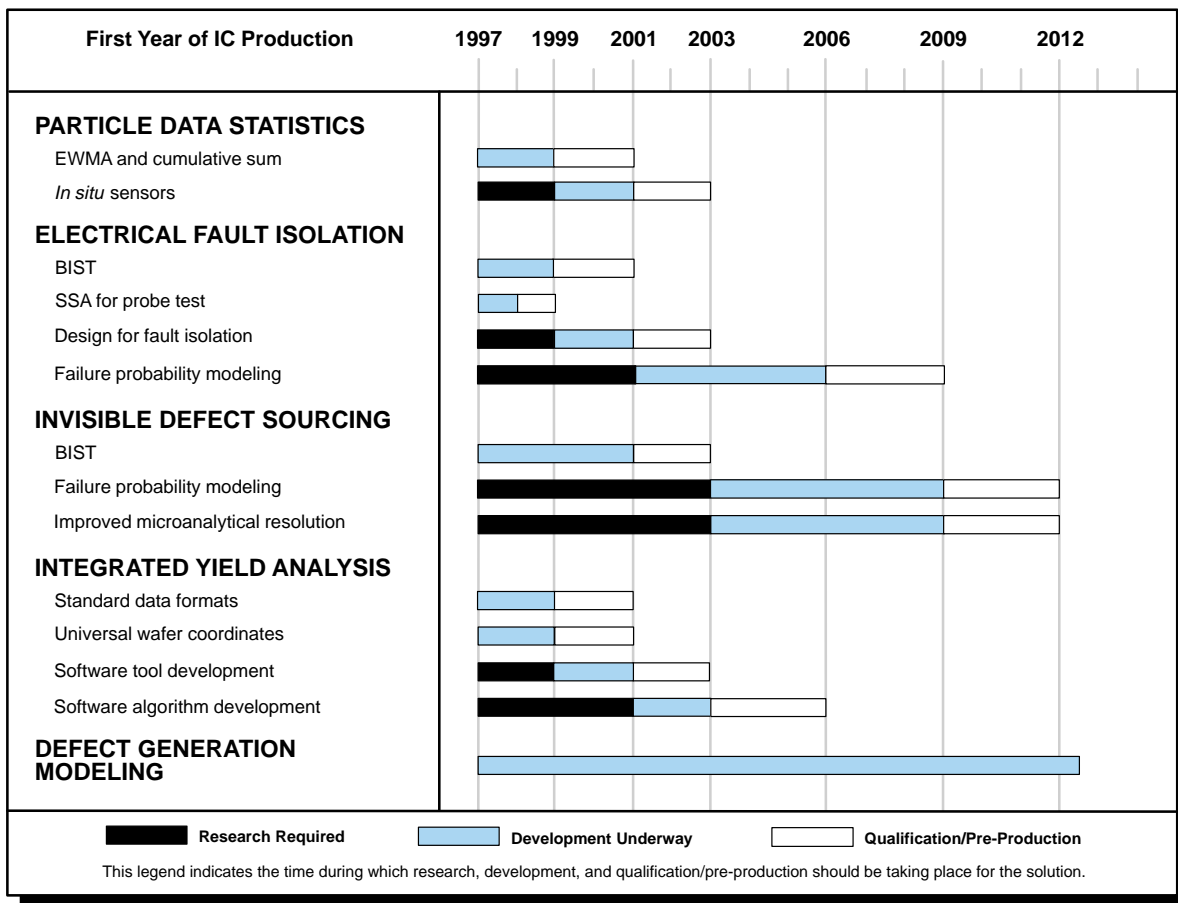 First Year of IC Production 1997 1999 2001 2003 2006 2009 2012
PARTICLE DATA STATISTICS
EWMA and cumulative sum
In situ sensors
ELECTRICAL FAULT ISOLATION
BIST
SSA for probe test
Design for fault isolation
Failure probability modeling
INVISIBLE DEFECT SOURCING
BIST
Failure probability modeling
Improved microanalytical resolution
INTEGRATED YIELD ANALYSIS
Standard data formats
Universal wafer coordinates
Software tool development
Software algorithm development
DEFECT GENERATION
MODELING
Research Required Development Underway Qualification/Pre-Production
This legend indicates the time during which research, development, and qualification/pre-production should be taking place for the solution.